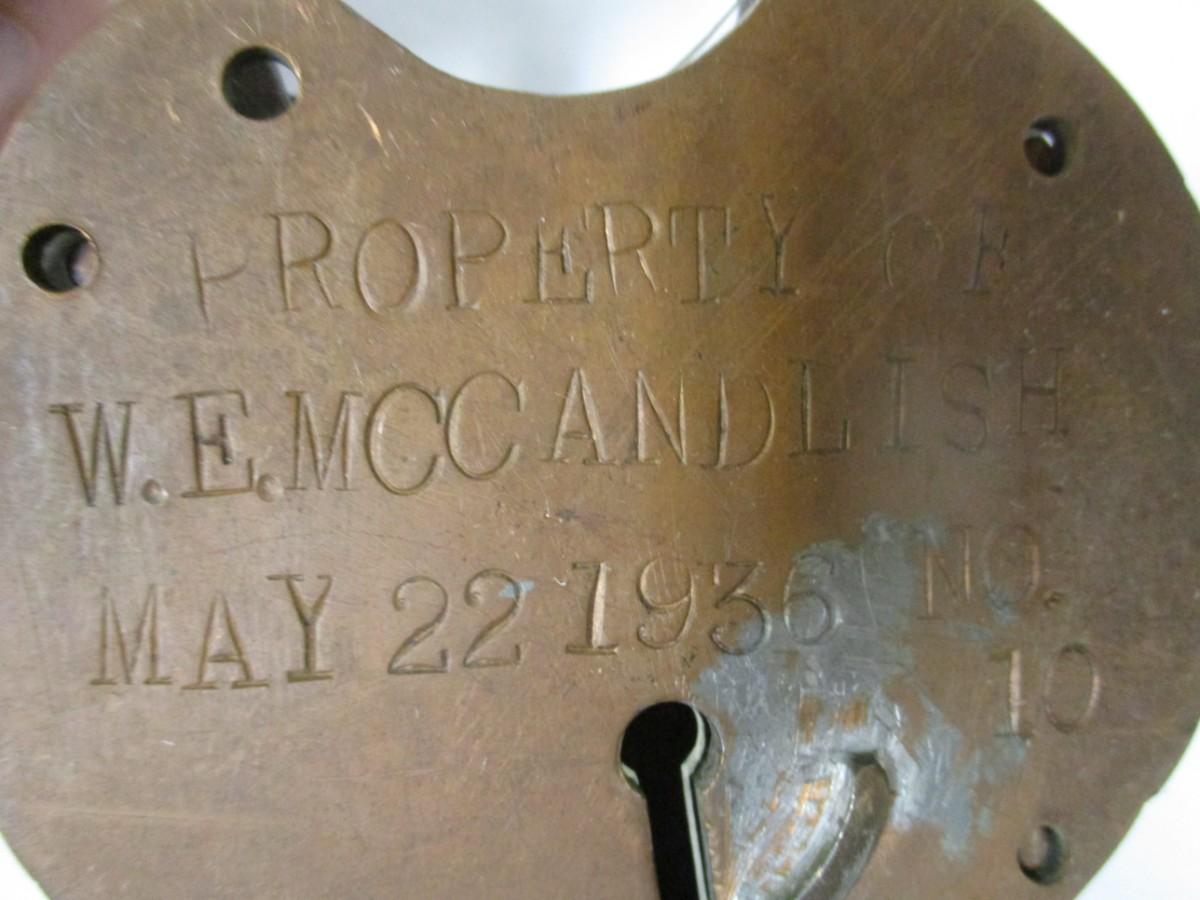 PROPERTY OF
W.E.MCCANDLISH
MAY 22 1936 NO.
10